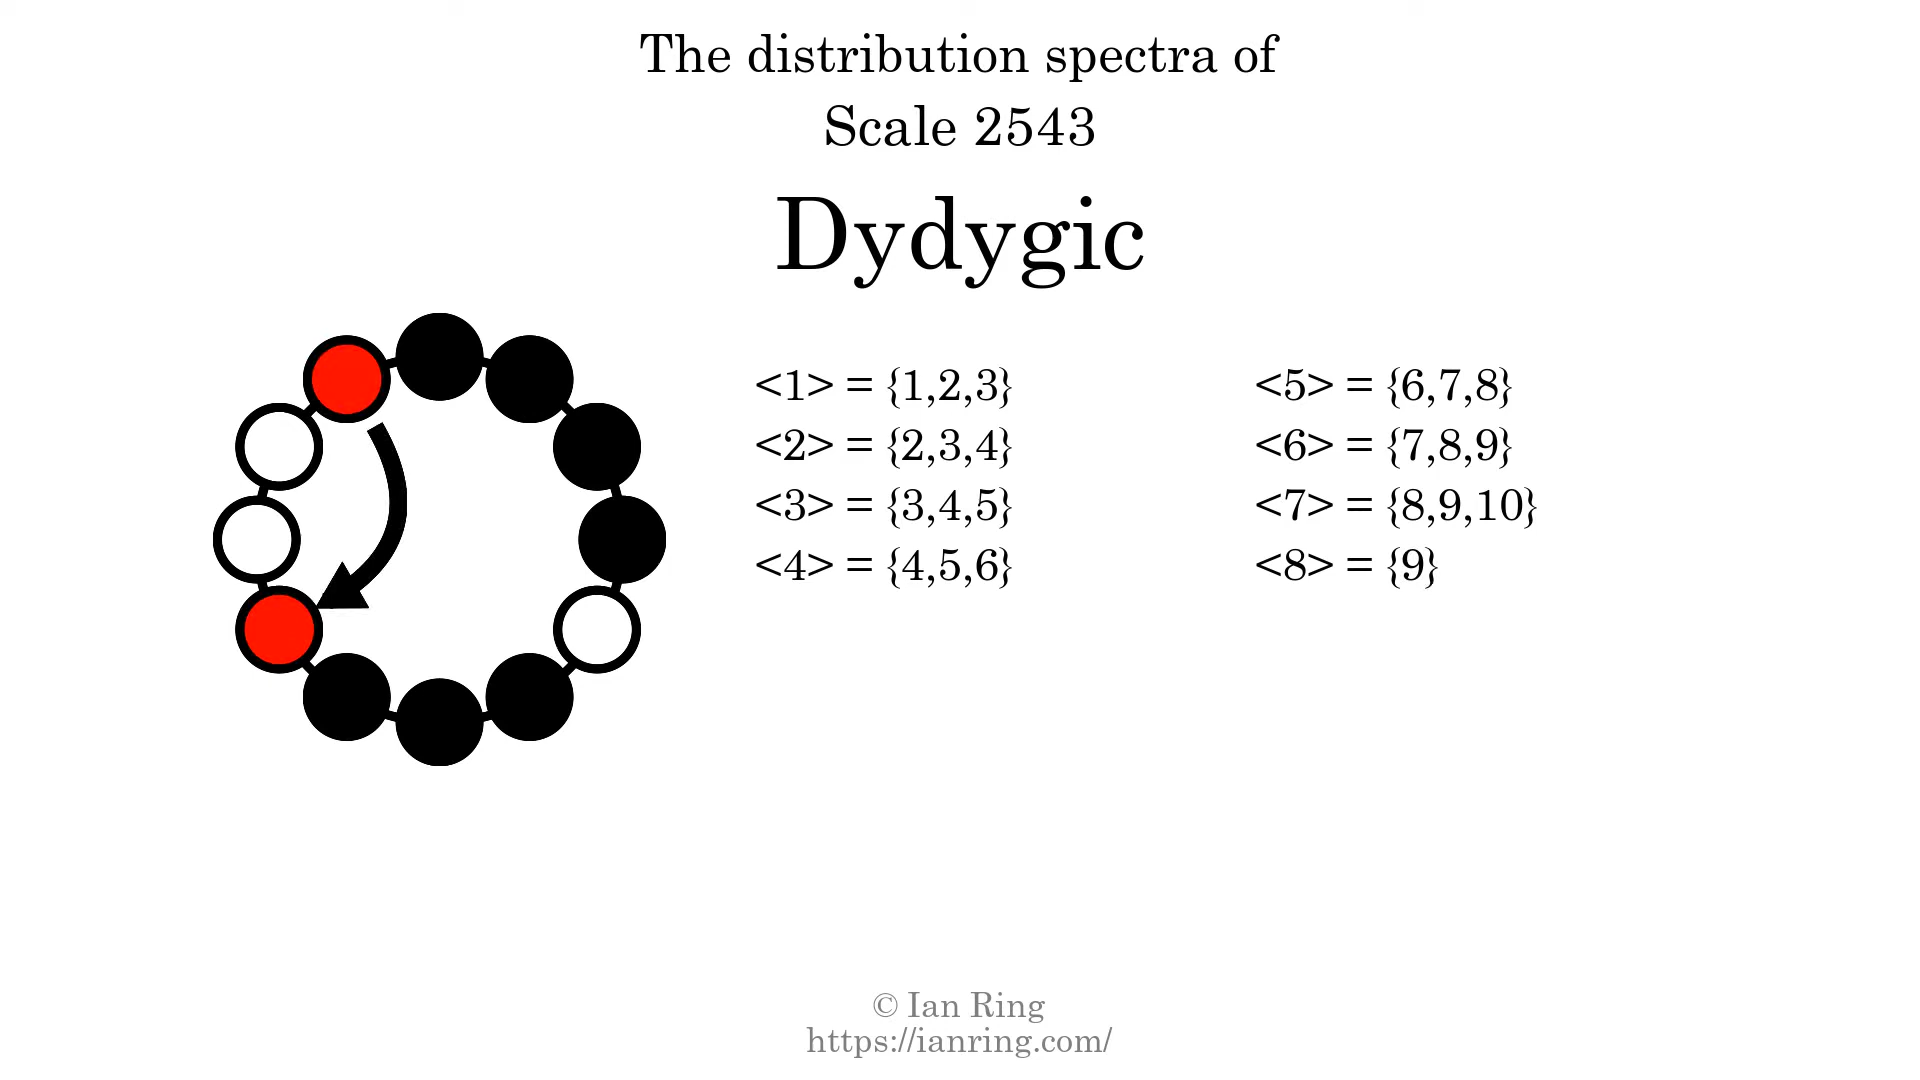 The distribution spectra of
Scale 2543
Dydygic
<1> = {1,2,3}
<2> = {2,3,4}
<3> = {3,4,5}
<4> = {4,5,6}
<5> = {6,7,8}
<6> = {7,8,9}
<7> = {8,9,10}
<8> = {9}
© Ian Ring
https://ianring.com/